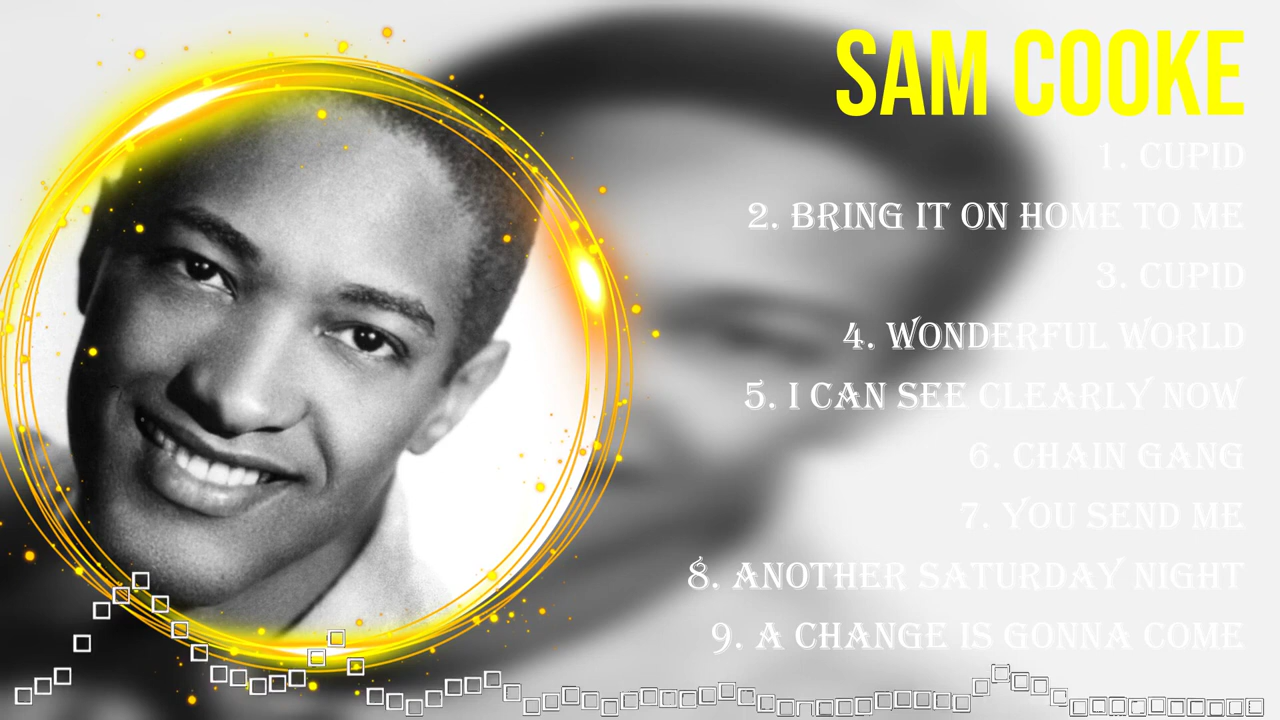 SAM COOKE
1. CUPID
2. BRING IT ON HOME TO ME
3. CUPID
4. WONDERFUL WORLD
5. I CAN SEE CLEARLY NOW
6. CHAIN GANG
7. YOU SEND ME
8. ANOTHER SATURDAY NIGHT
9. A CHANGE IS GONNA COME